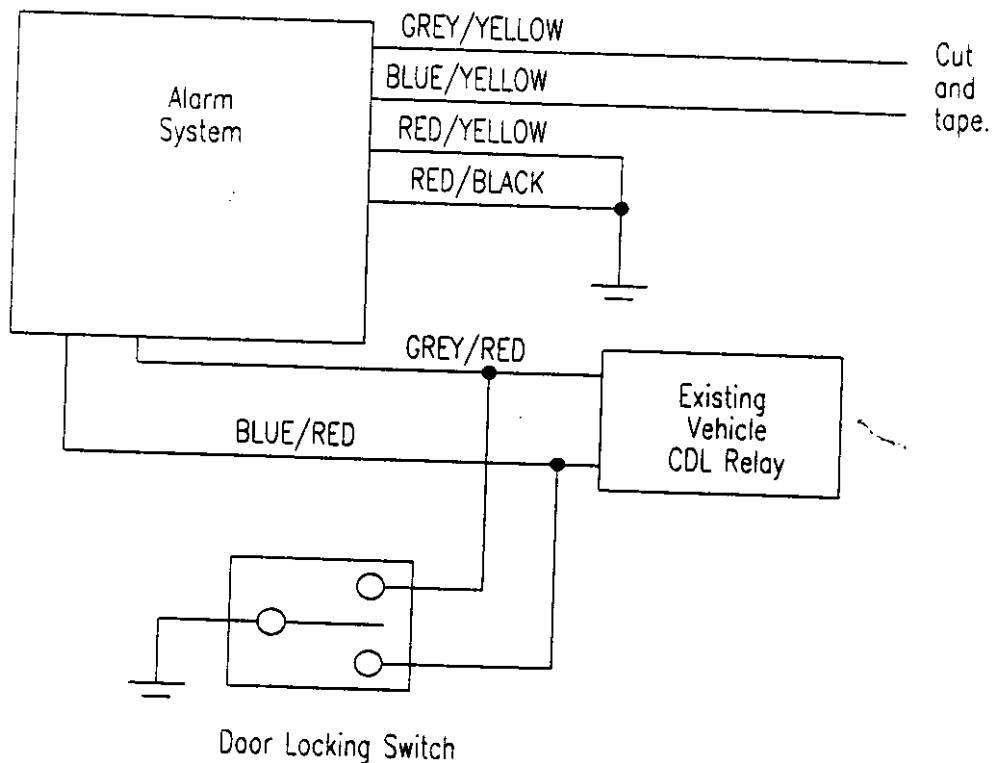 GREY/YELLOW
Cut
and
tape.
BLUE/YELLOW
Alarm
System
RED/YELLOW
RED/BLACK
GREY/RED
Existing
Vehicle
CDL Relay
BLUE/RED
Door Locking Switch